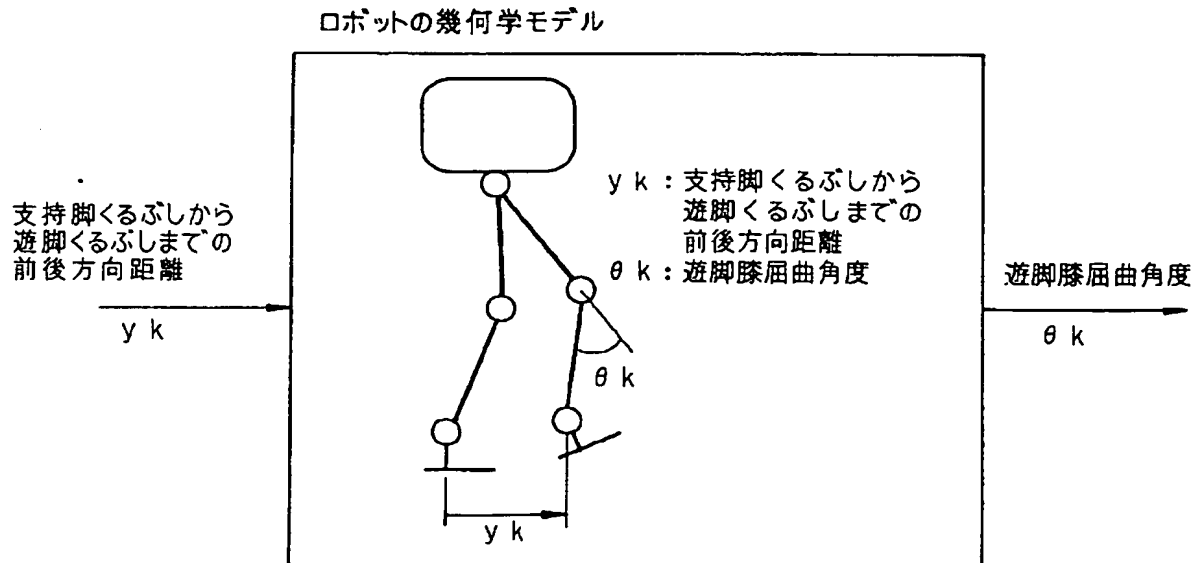 ロボットの幾何学モデル
支持脚くるぶしから
遊脚くるぶしまでの
前後方向距離
y k
y k : 支持脚くるぶしから
遊脚くるぶしまでの
前後方向距離
θ k : 遊脚膝屈曲角度
θ k
y k
遊脚膝屈曲角度
θ k